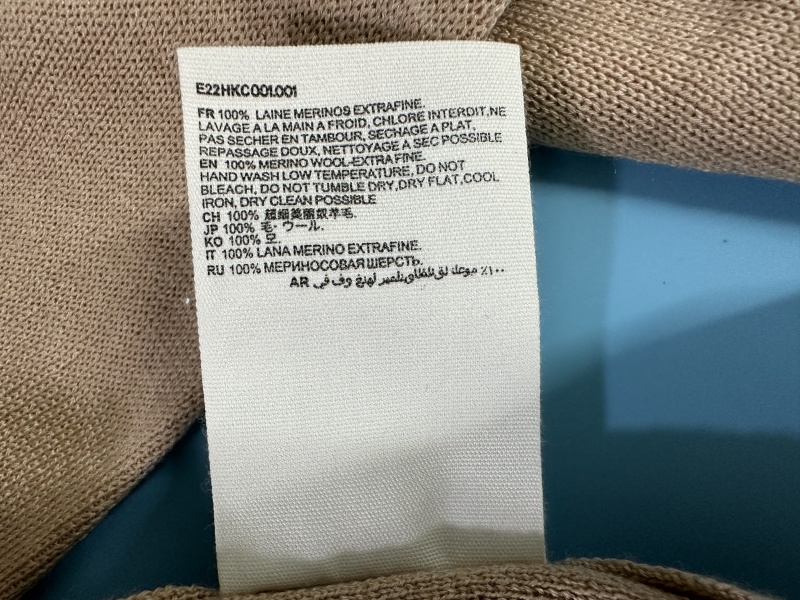 E22HKC001.001
FR 100% LAINE MERINOS EXTRAFINE.
LAVAGE A LA MAIN A FROID, CHLORE INTERDIT,NE
PAS SECHER EN TAMBOUR, SECHAGE A PLAT,
REPASSAGE DOUX, NETTOYAGE A SEC POSSIBLE
EN 100% MERINO WOOL-EXTRA FINE.
HAND WASH LOW TEMPERATURE, DO NOT
BLEACH, DO NOT TUMBLE DRY,DRY FLAT,COOL
IRON, DRY CLEAN POSSIBLE
CH 100% 超细美丽奴羊毛.
JP 100% 毛· ウール.
KO 100% 모.
IT 100% LANA MERINO EXTRAFINE.
RU 100% МЕРИНОСОВАЯ ШЕРСТЬ.
٪١٠٠ في AR